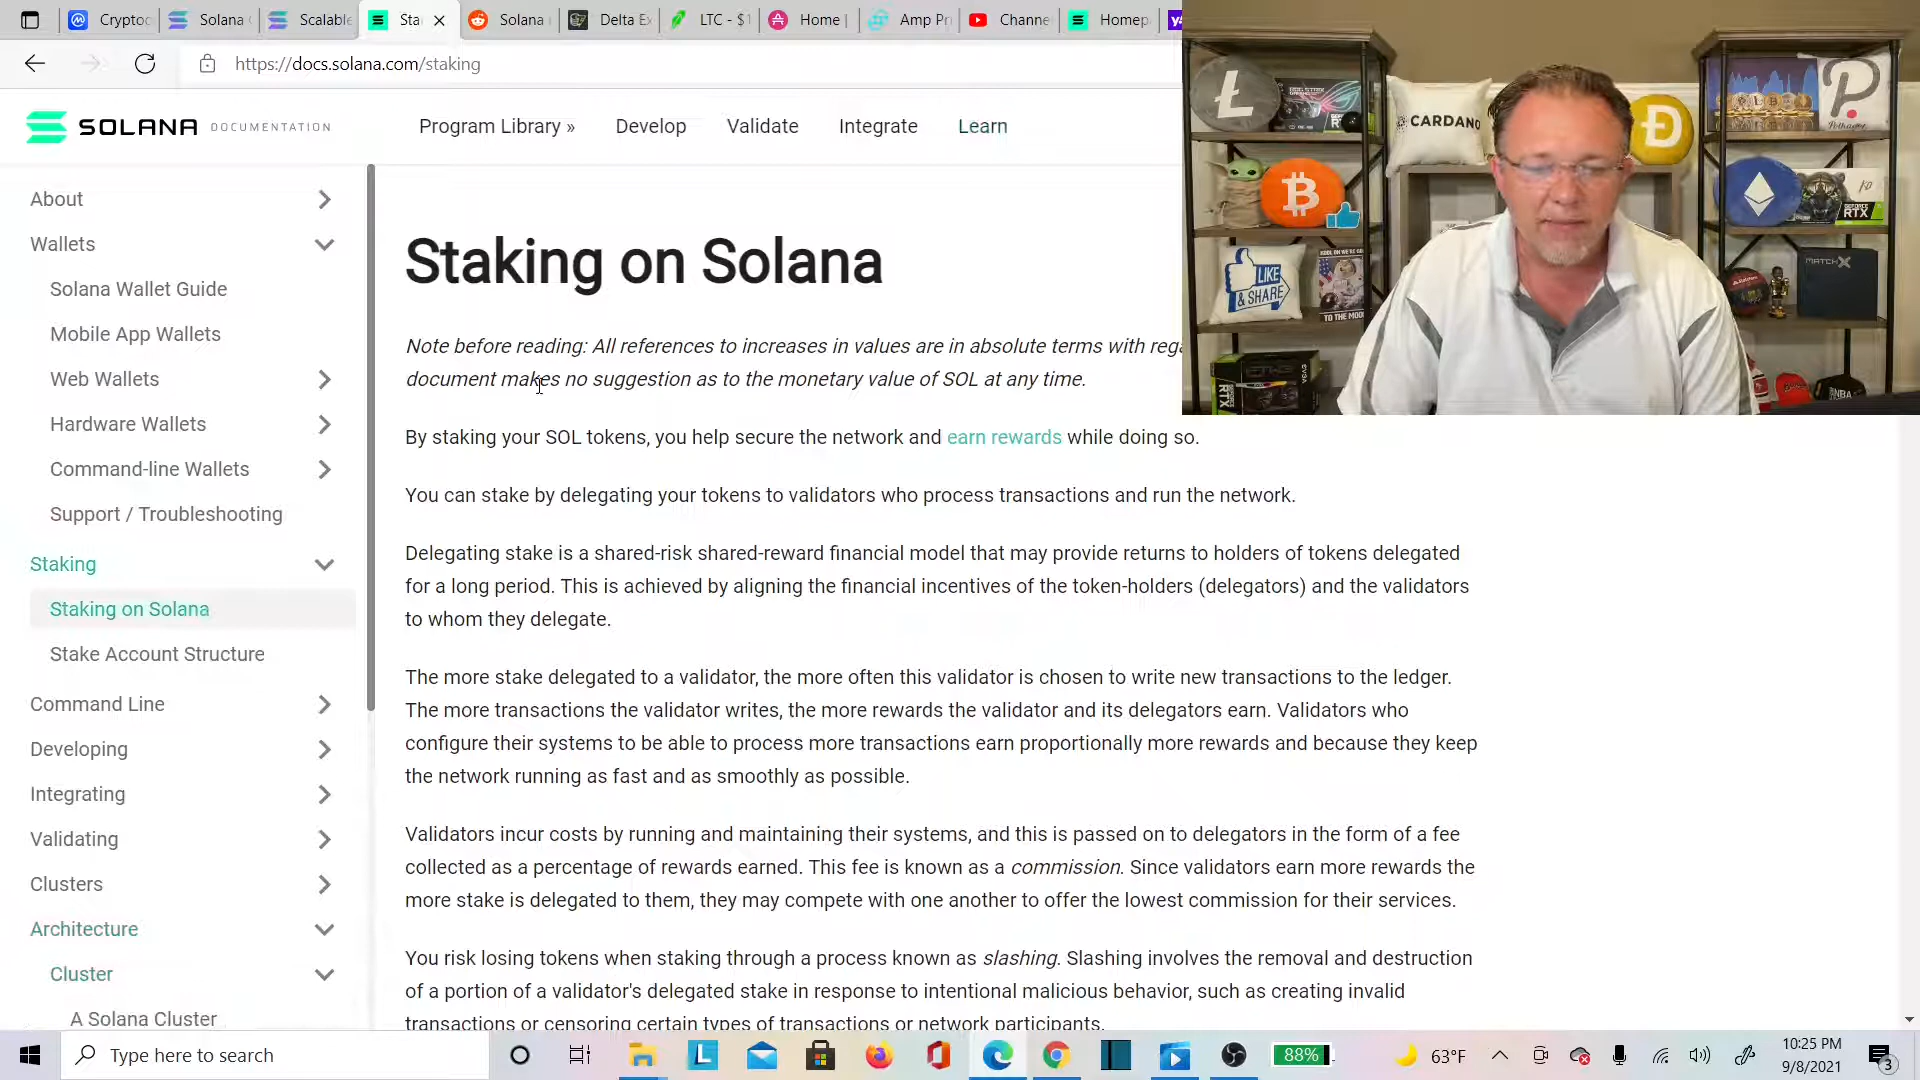 Crypto
Solana
Scalable
Sta
Solana
Delta Ex
LTC - $1
Home
Amp Pr
Channe
Homep
https://docs.solana.com/staking
SOLANA DOCUMENTATION
Program Library »
Develop
Validate
Integrate
Learn
About
Wallets
Solana Wallet Guide
Mobile App Wallets
Web Wallets
Hardware Wallets
Command-line Wallets
Support / Troubleshooting
Staking
Staking on Solana
Stake Account Structure
Command Line
Developing
Integrating
Validating
Clusters
Architecture
Cluster
A Solana Cluster
Staking on Solana
Note before reading: All references to increases in values are in absolute terms with rega
document makes no suggestion as to the monetary value of SOL at any time.
By staking your SOL tokens, you help secure the network and earn rewards while doing so.
You can stake by delegating your tokens to validators who process transactions and run the network.
Delegating stake is a shared-risk shared-reward financial model that may provide returns to holders of tokens delegated
for a long period. This is achieved by aligning the financial incentives of the token-holders (delegators) and the validators
to whom they delegate.
The more stake delegated to a validator, the more often this validator is chosen to write new transactions to the ledger.
The more transactions the validator writes, the more rewards the validator and its delegators earn. Validators who
configure their systems to be able to process more transactions earn proportionally more rewards and because they keep
the network running as fast and as smoothly as possible.
Validators incur costs by running and maintaining their systems, and this is passed on to delegators in the form of a fee
collected as a percentage of rewards earned. This fee is known as a commission. Since validators earn more rewards the
more stake is delegated to them, they may compete with one another to offer the lowest commission for their services.
You risk losing tokens when staking through a process known as slashing. Slashing involves the removal and destruction
of a portion of a validator's delegated stake in response to intentional malicious behavior, such as creating invalid
transactions or censoring certain types of transactions or network participants.
CARDANO
LIKE
& SHARE
TO THE MOO
GEFORCE
RTX
MATCHX
EVGA
RTX
NBA
Type here to search
88%
63°F
10:25 PM
9/8/2021
3